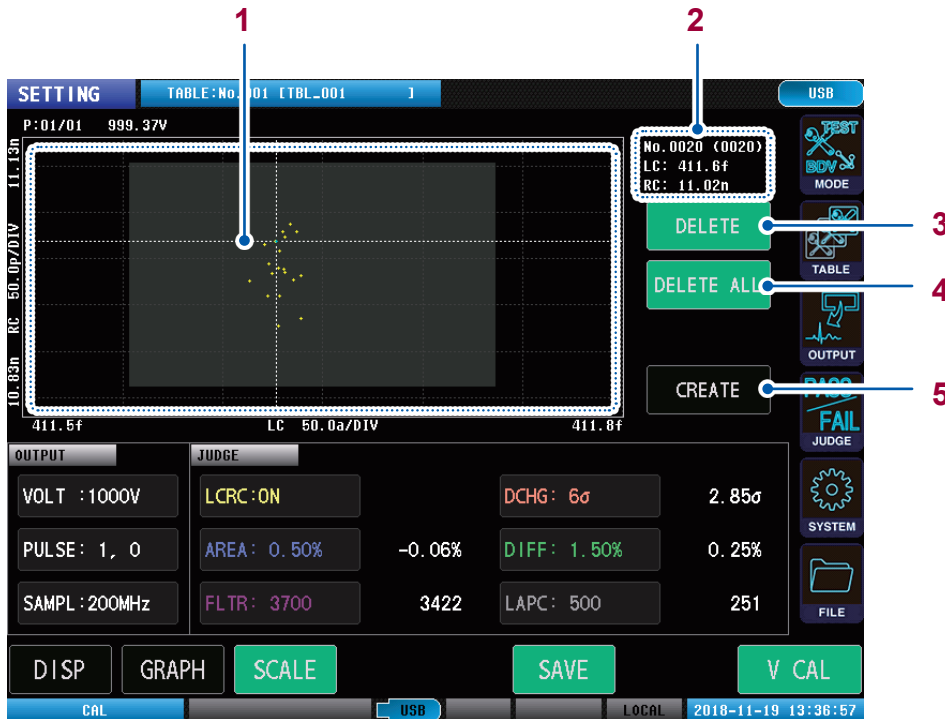 1
2
SETTING
TABLE:No.001 [TBL_001 ]
USB
P:01/01 999.37V
No.0020 (0020)
LC: 411.6f
RC: 11.02n
TEST
BDV
MODE
DELETE
3
TABLE
DELETE ALL
4
OUTPUT
CREATE
5
PASS
FAIL
JUDGE
11.13n
RC 50.0p/DIV
10.83n
411.5f
LC 50.0a/DIV
411.8f
OUTPUT
JUDGE
VOLT :1000V
LCRC:ON
DCHG: 6σ
2.85σ
SYSTEM
PULSE: 1, 0
AREA: 0.50%
-0.06%
DIFF: 1.50%
0.25%
SAMPL:200MHz
FLTR: 3700
3422
LAPC: 500
251
FILE
DISP
GRAPH
SCALE
SAVE
V CAL
CAL
USB
LOCAL
2018-11-19 13:36:57